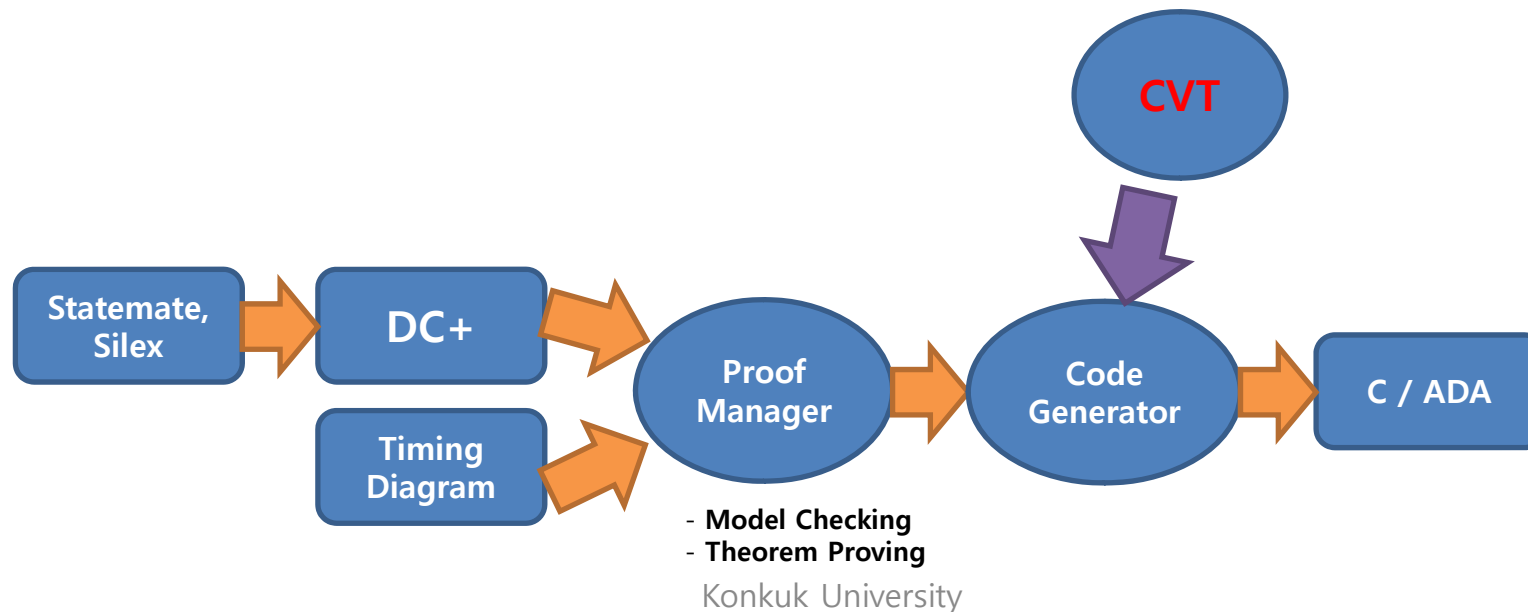 CVT
Statemate,
Silex
DC+
Timing
Diagram
Proof
Manager
Code
Generator
C / ADA
- Model Checking
- Theorem Proving
Konkuk University